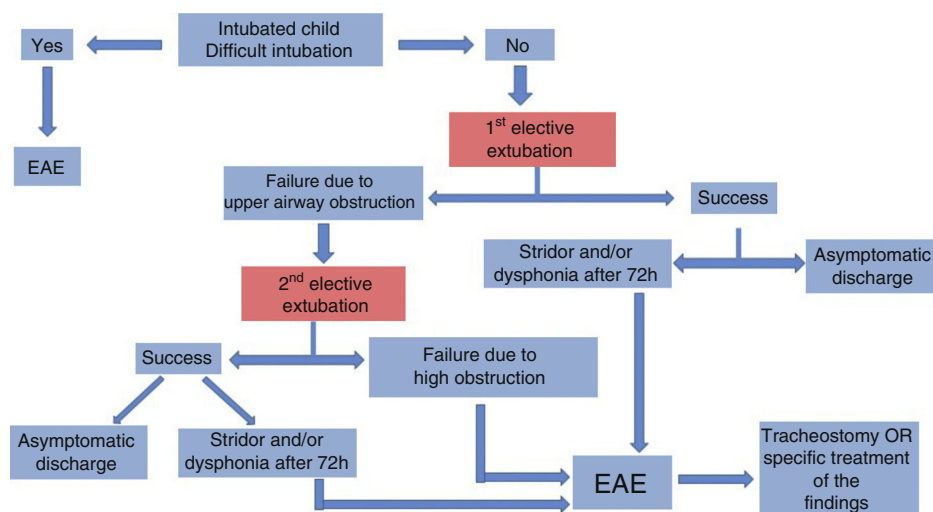 Intubated child
Difficult intubation
Yes
No
EAE
1st elective
extubation
Failure due to
upper airway obstruction
Success
Stridor and/or
dysphonia after 72h
Asymptomatic
discharge
2nd elective
extubation
Success
Failure due to
high obstruction
Asymptomatic
discharge
Stridor and/or
dysphonia after 72h
EAE
Tracheostomy OR
specific treatment
of the
findings